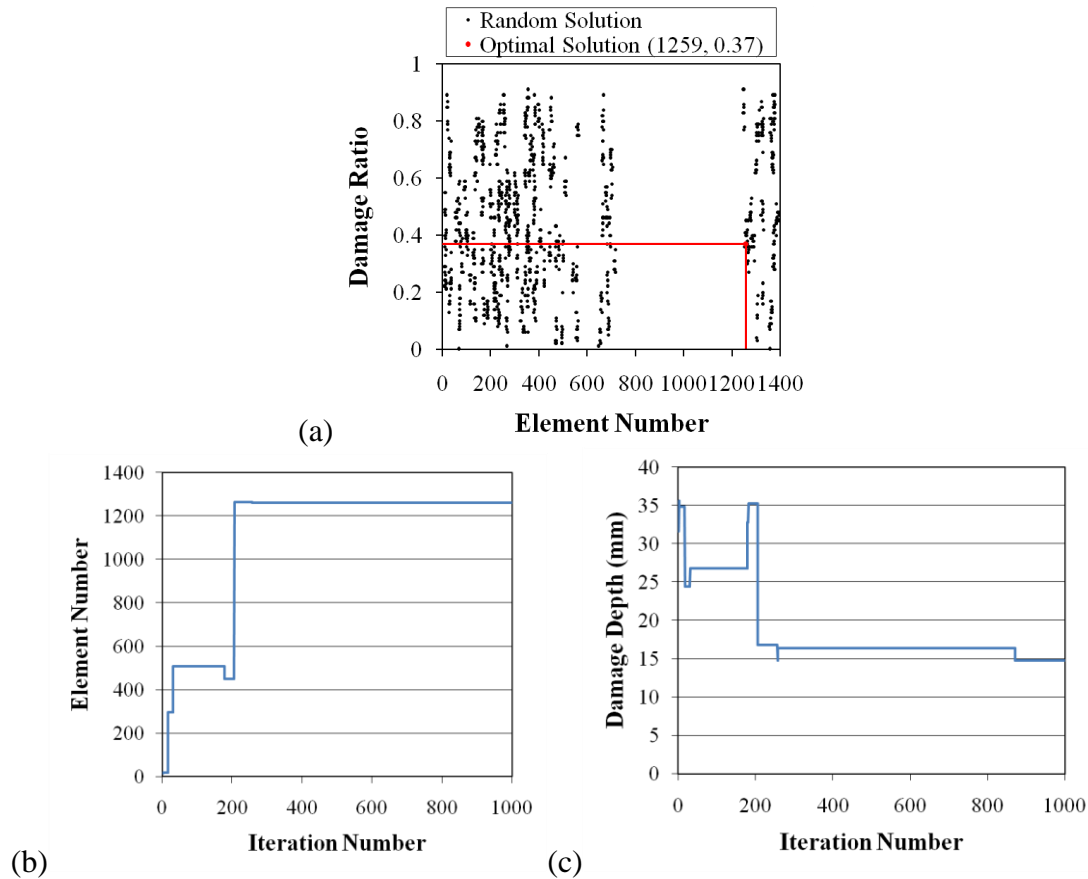 Random Solution
Optimal Solution (1259, 0.37)
1
0.8
0.6
0.4
0.2
0
Damage Ratio
0 200 400 600 800 1000 1200 1400
Element Number
(a)
1400
1200
1000
800
600
400
200
0
Element Number
0 200 400 600 800 1000
Iteration Number
(b)
40
35
30
25
20
15
10
5
0
Damage Depth (mm)
0 200 400 600 800 1000
Iteration Number
(c)